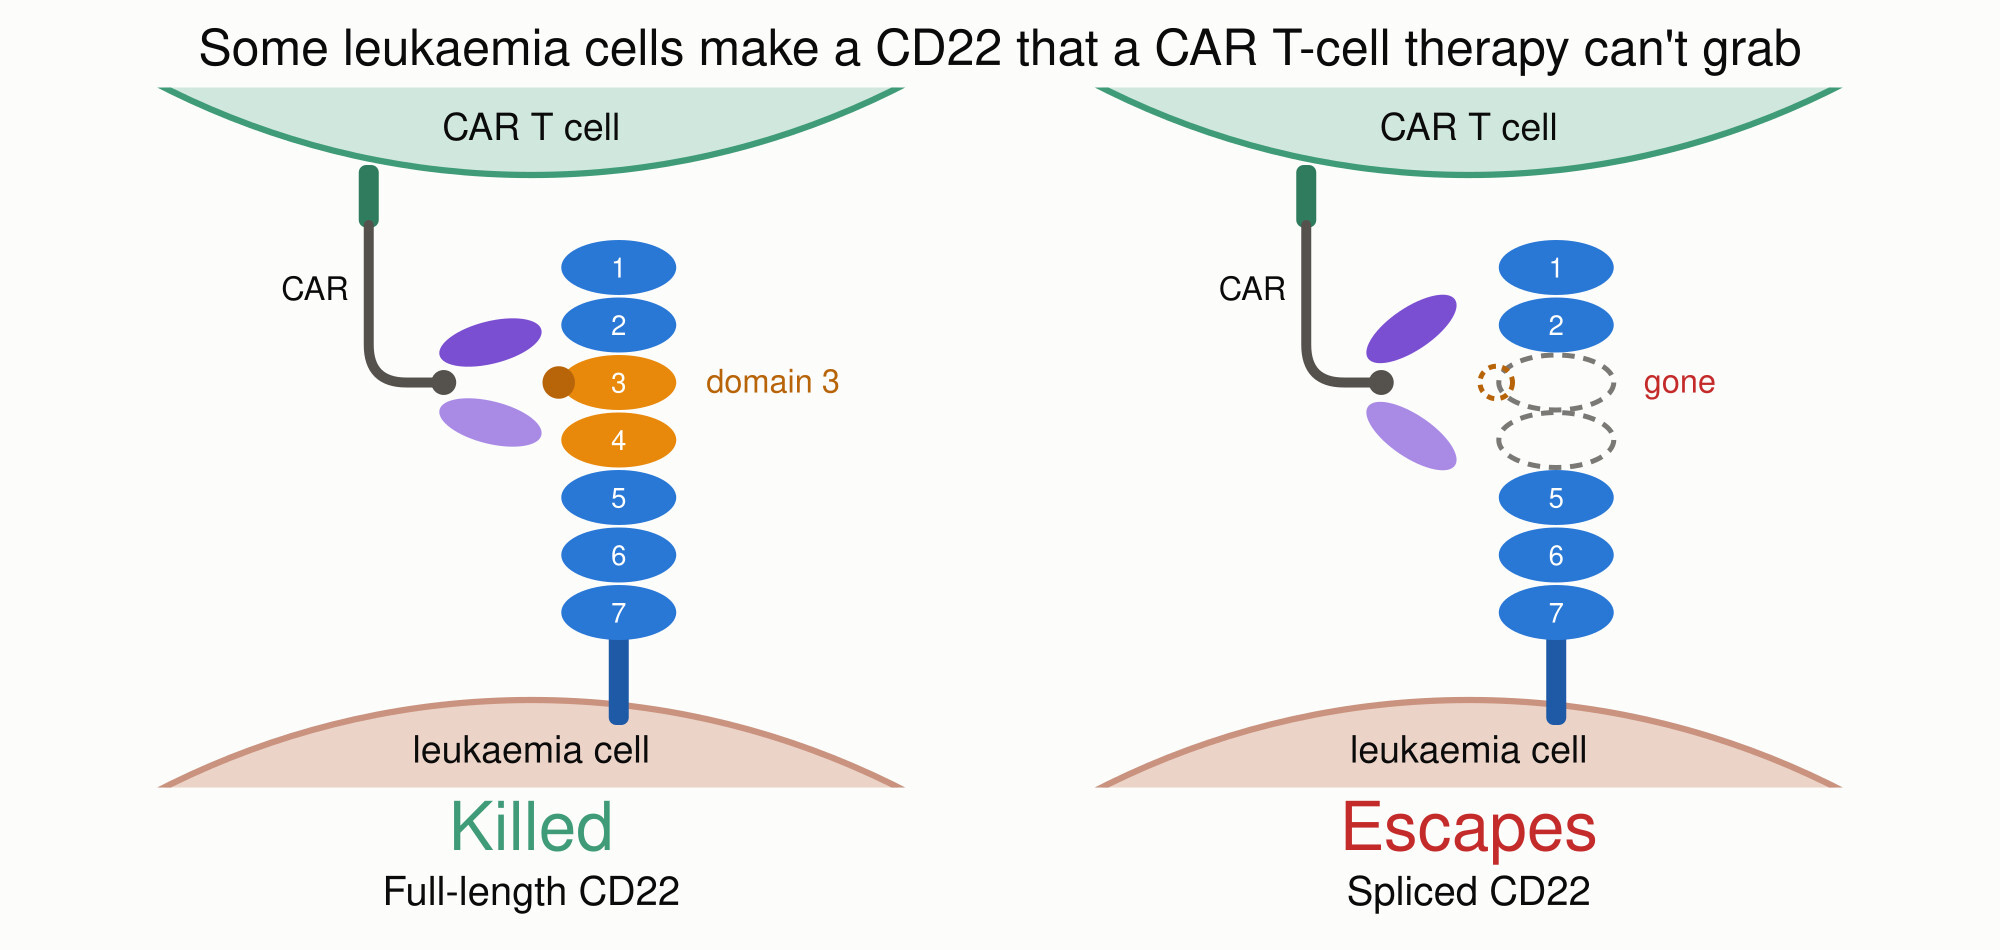 Some leukaemia cells make a CD22 that a CAR T-cell therapy can't grab
CAR T cell
CAR
1
2
3
domain 3
4
5
6
7
leukaemia cell
Killed
Full-length CD22
CAR T cell
CAR
1
2
gone
5
6
7
leukaemia cell
Escapes
Spliced CD22